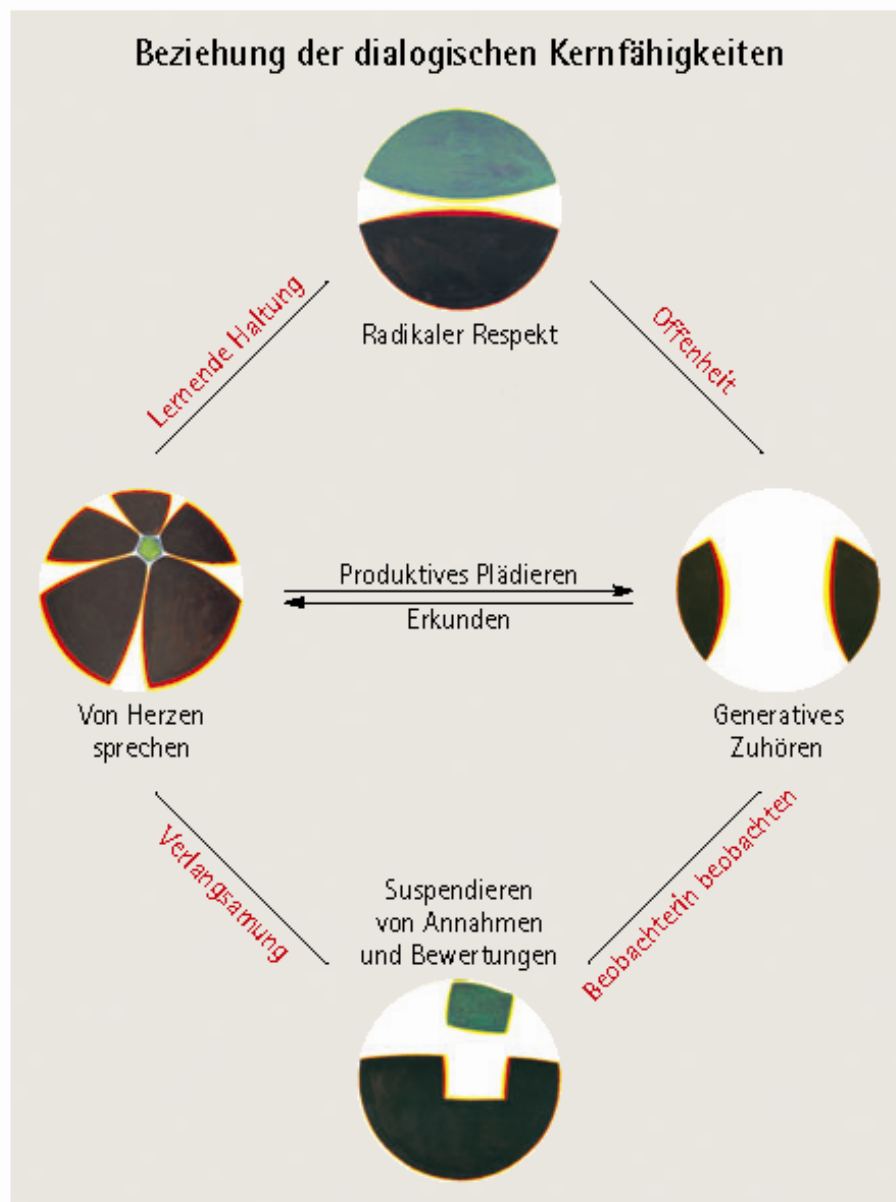 Beziehung der dialogischen Kernfähigkeiten
Radikaler Respekt
Lernende Haltung
Offenheit
Produktives Plädieren
Erkunden
Von Herzen
sprechen
Generatives
Zuhören
Verlangsamung
Suspendieren
von Annahmen
und Bewertungen
Beobachterin beobachten